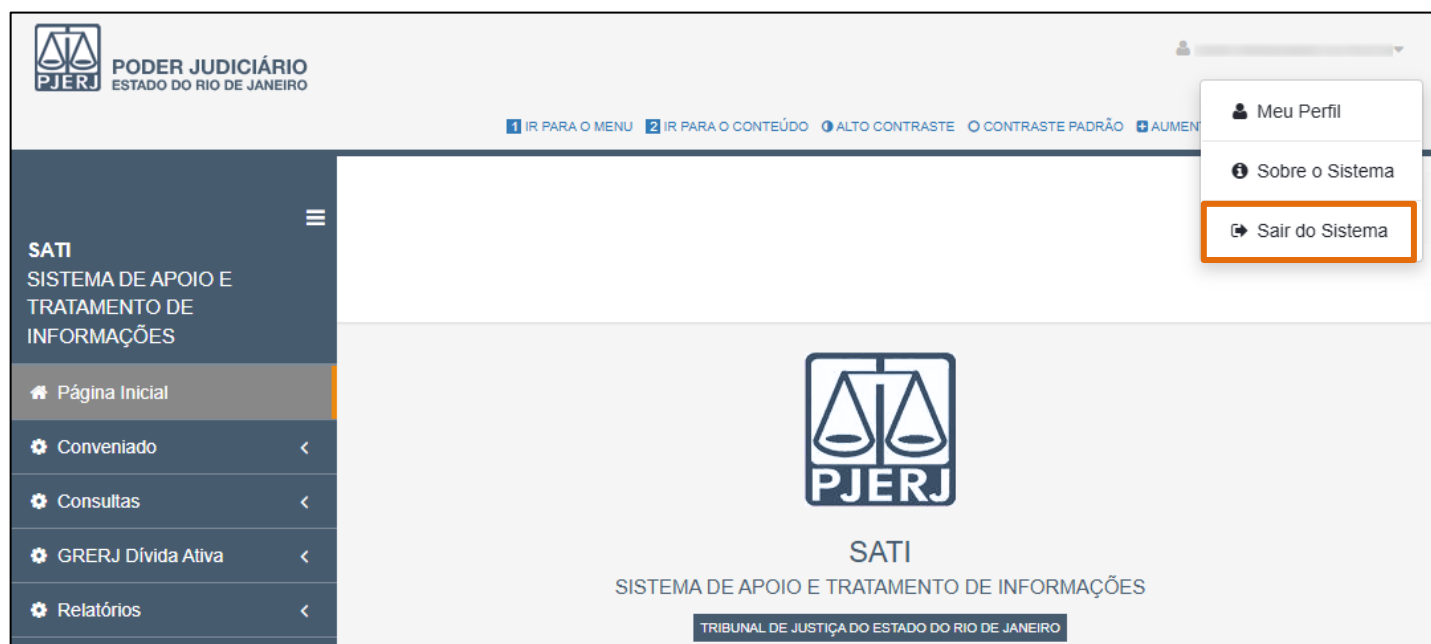 PJERJ
PODER JUDICIÁRIO
ESTADO DO RIO DE JANEIRO
1 IR PARA O MENU 2 IR PARA O CONTEÚDO ALTO CONTRASTE CONTRASTE PADRÃO AUMEN
Meu Perfil
Sobre o Sistema
Sair do Sistema
SATI
SISTEMA DE APOIO E
TRATAMENTO DE
INFORMAÇÕES
Página Inicial
Conveniado
Consultas
GRERJ Dívida Ativa
Relatórios
PJERJ
SATI
SISTEMA DE APOIO E TRATAMENTO DE INFORMAÇÕES
TRIBUNAL DE JUSTIÇA DO ESTADO DO RIO DE JANEIRO